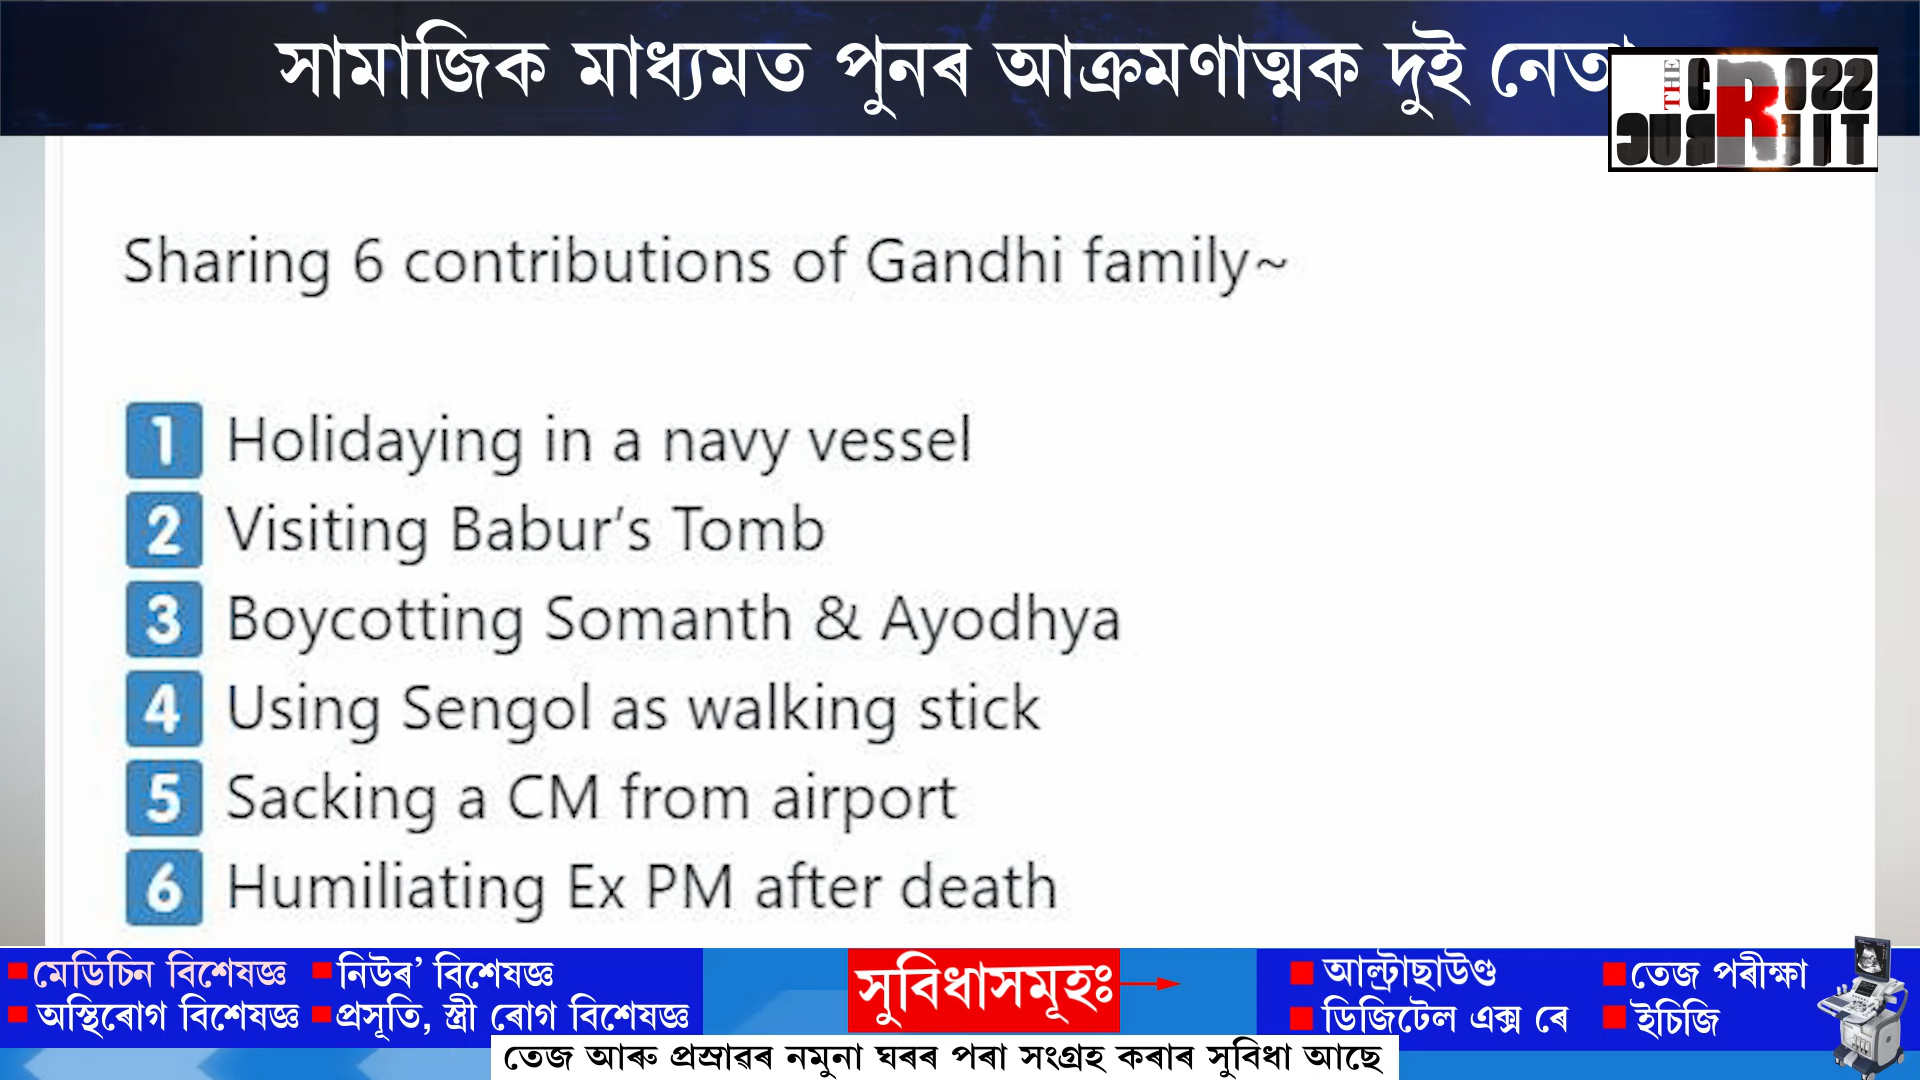 সামাজিক মাধ্যমত পুনৰ আক্ৰমণাত্মক দুই
THE
Sharing 6 contributions of Gandhi family~
1 Holidaying in a navy vessel
2 Visiting Babur's Tomb
3 Boycotting Somanth & Ayodhya
4 Using Sengol as walking stick
5 Sacking a CM from airport
6 Humiliating Ex PM after death
মেডিচিন বিশেষজ্ঞ নিউৰ’ বিশেষজ্ঞ
অস্থিৰোগ বিশেষজ্ঞ প্ৰসূতি, স্ত্ৰী ৰোগ বিশেষজ্ঞ
সুবিধাসমূহঃ
আল্ট্ৰাছাউণ্ড তেজ পৰীক্ষা
ডিজিটেল এক্স ৰে ইচিজি
তেজ আৰু প্ৰস্ৰাৱৰ নমুনা ঘৰৰ পৰা সংগ্ৰহ কৰাৰ সুবিধা আছে